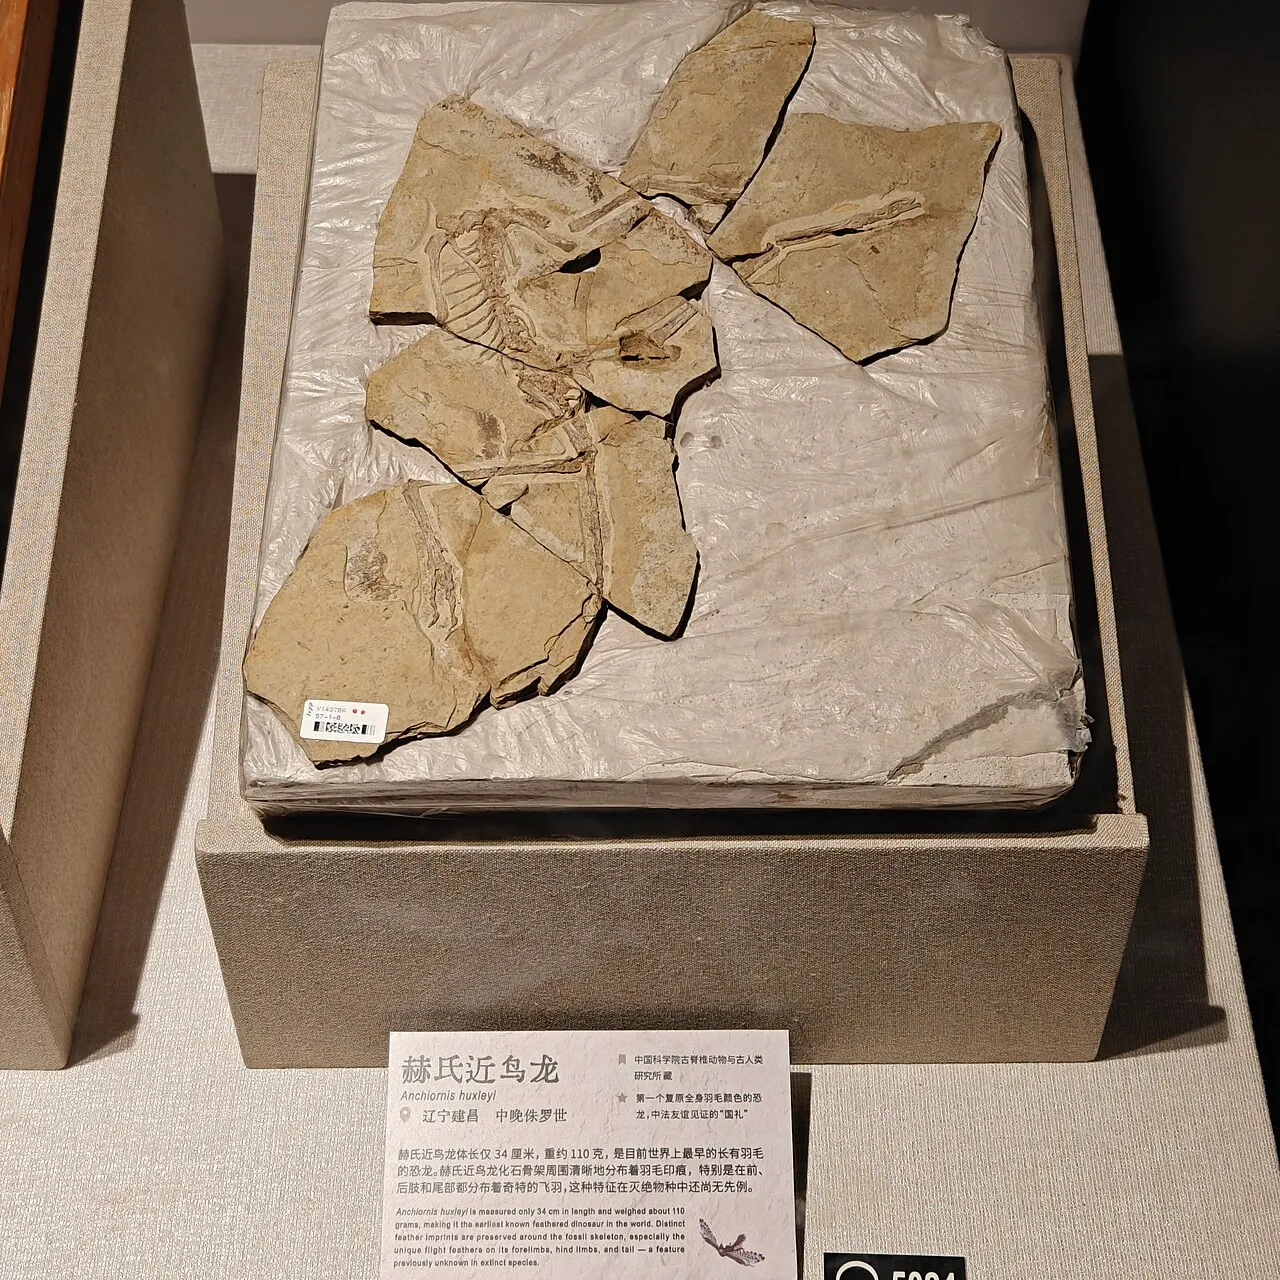 ivpp V14378A
57-1-B
赫氏近鸟龙
Anchiornis huxleyi
辽宁建昌 中晚侏罗世
中国科学院古脊椎动物与古人类
研究所 藏
第一个复原全身羽毛颜色的恐
龙,中法友谊见证的“国礼”
赫氏近鸟龙体长仅 34 厘米，重约 110 克，是目前世界上最早的长有羽毛
的恐龙。赫氏近鸟龙化石骨架周围清晰地分布着羽毛印痕，特别是在前、
后肢和尾部都分布着奇特的飞羽，这种特征在灭绝物种中还尚无先例。
Anchiornis huxleyi is measured only 34 cm in length and weighed about 110
grams, making it the earliest known feathered dinosaur in the world. Distinct
feather imprints are preserved around the fossil skeleton, especially the
unique flight feathers on its forelimbs, hind limbs, and tail — a feature
previously unknown in extinct species.